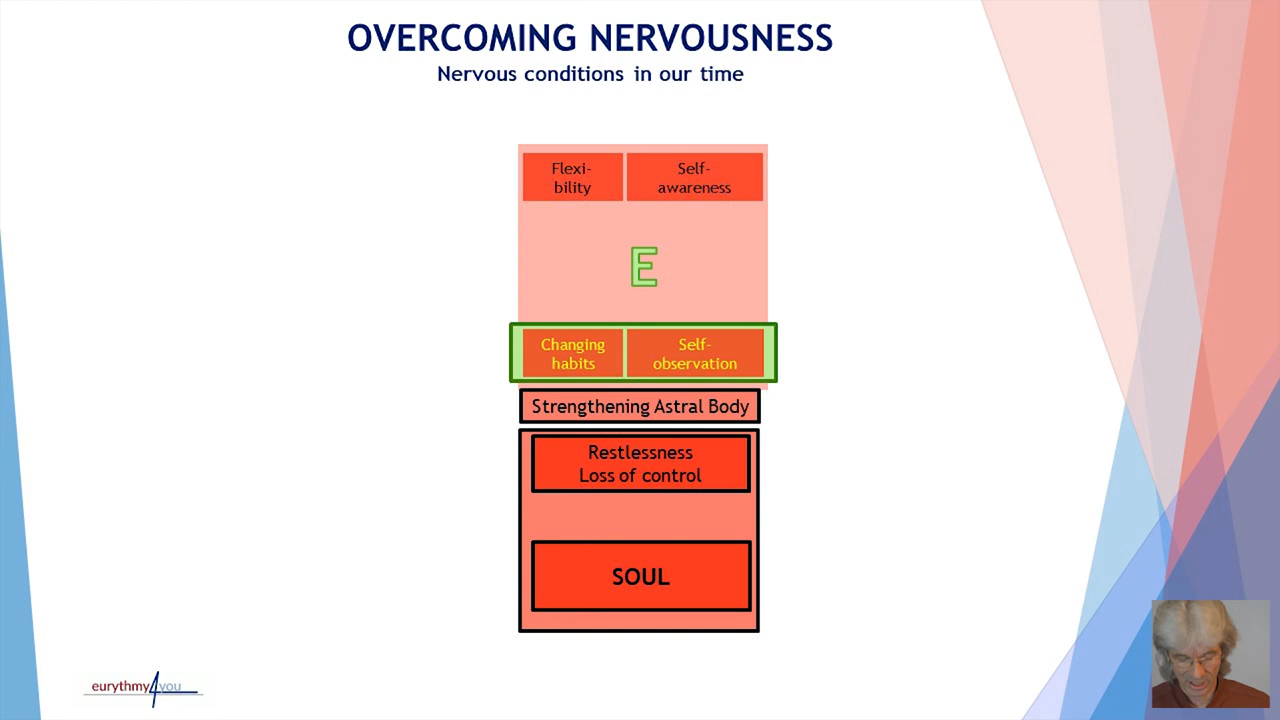 OVERCOMING NERVOUSNESS
Nervous conditions in our time
Flexi-
bility
Self-
awareness
E
Changing
habits
Self-
observation
Strengthening Astral Body
Restlessness
Loss of control
SOUL
eurythmy4you